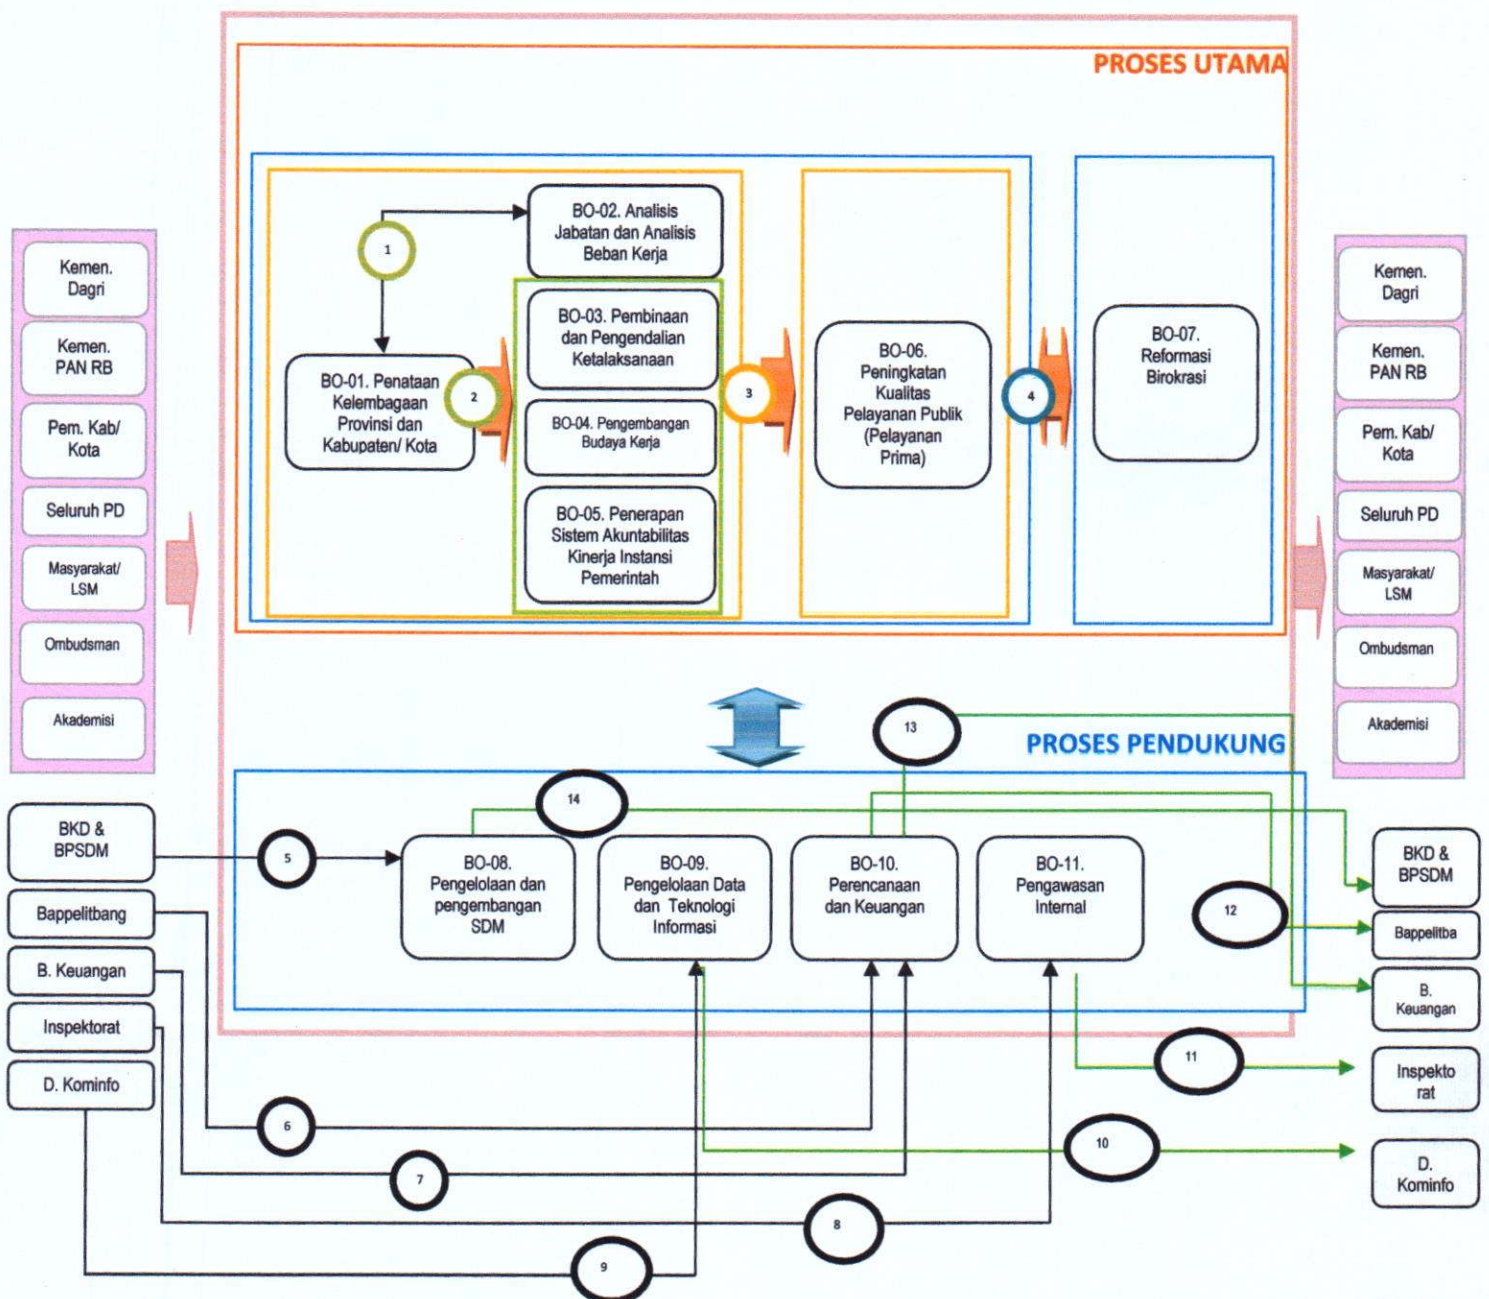 PROSES UTAMA
Kemen.
Dagri
Kemen.
PAN RB
Pem. Kab/
Kota
Seluruh PD
Masyarakat/
LSM
Ombudsman
Akademisi
1
BO-02. Analisis
Jabatan dan Analisis
Beban Kerja
BO-01. Penataan
Kelembagaan
Provinsi dan
Kabupaten/ Kota
2
BO-03. Pembinaan
dan Pengendalian
Ketalaksanaan
BO-04. Pengembangan
Budaya Kerja
BO-05. Penerapan
Sistem Akuntabilitas
Kinerja Instansi
Pemerintah
3
BO-06.
Peningkatan
Kualitas
Pelayanan Publik
(Pelayanan
Prima)
4
BO-07.
Reformasi
Birokrasi
Kemen.
Dagri
Kemen.
PAN RB
Pem. Kab/
Kota
Seluruh PD
Masyarakat/
LSM
Ombudsman
Akademisi
13
PROSES PENDUKUNG
14
BKD &
BPSDM
Bappelitbang
B. Keuangan
Inspektorat
D. Kominfo
5
BO-08.
Pengelolaan dan
pengembangan
SDM
BO-09.
Pengelolaan Data
dan Teknologi
Informasi
BO-10.
Perencanaan
dan Keuangan
BO-11.
Pengawasan
Internal
12
BKD &
BPSDM
Bappelitba
B.
Keuangan
Inspekto
rat
D.
Kominfo
11
6
10
7
8
9